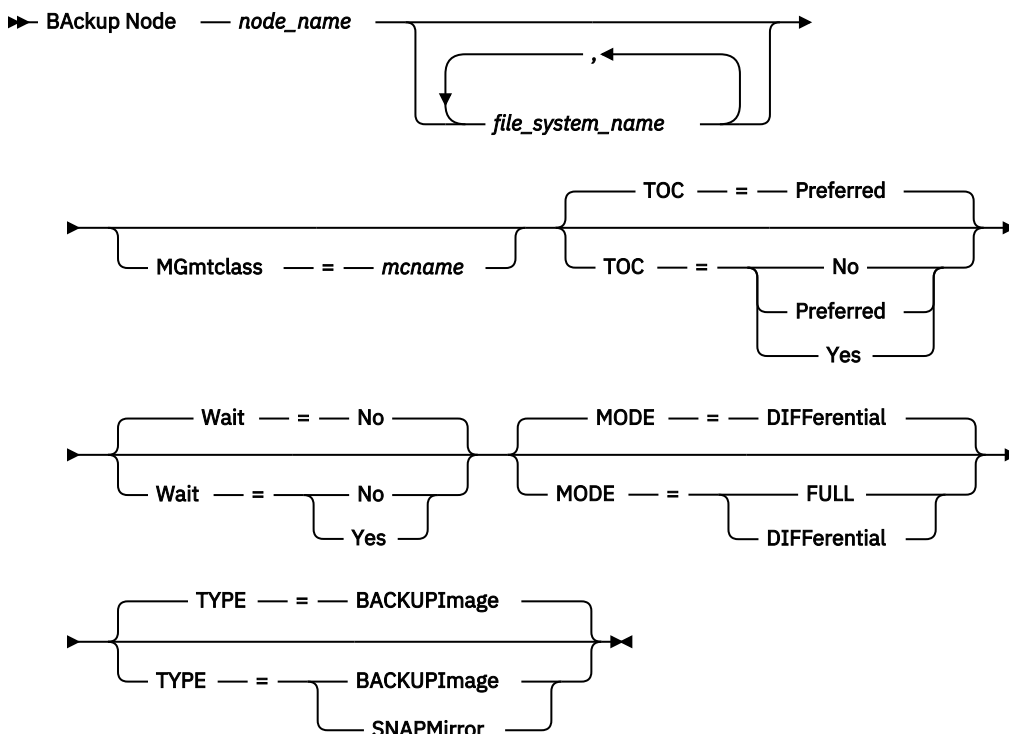 BAckup Node node_name
,
file_system_name
TOC = Preferred
MGmtclass = mcname
TOC = No
Preferred
Yes
Wait = No
MODE = DIFFerential
Wait = No
MODE = FULL
Yes
DIFFerential
TYPE = BACKUPImage
TYPE = BACKUPImage
SNAPMirror